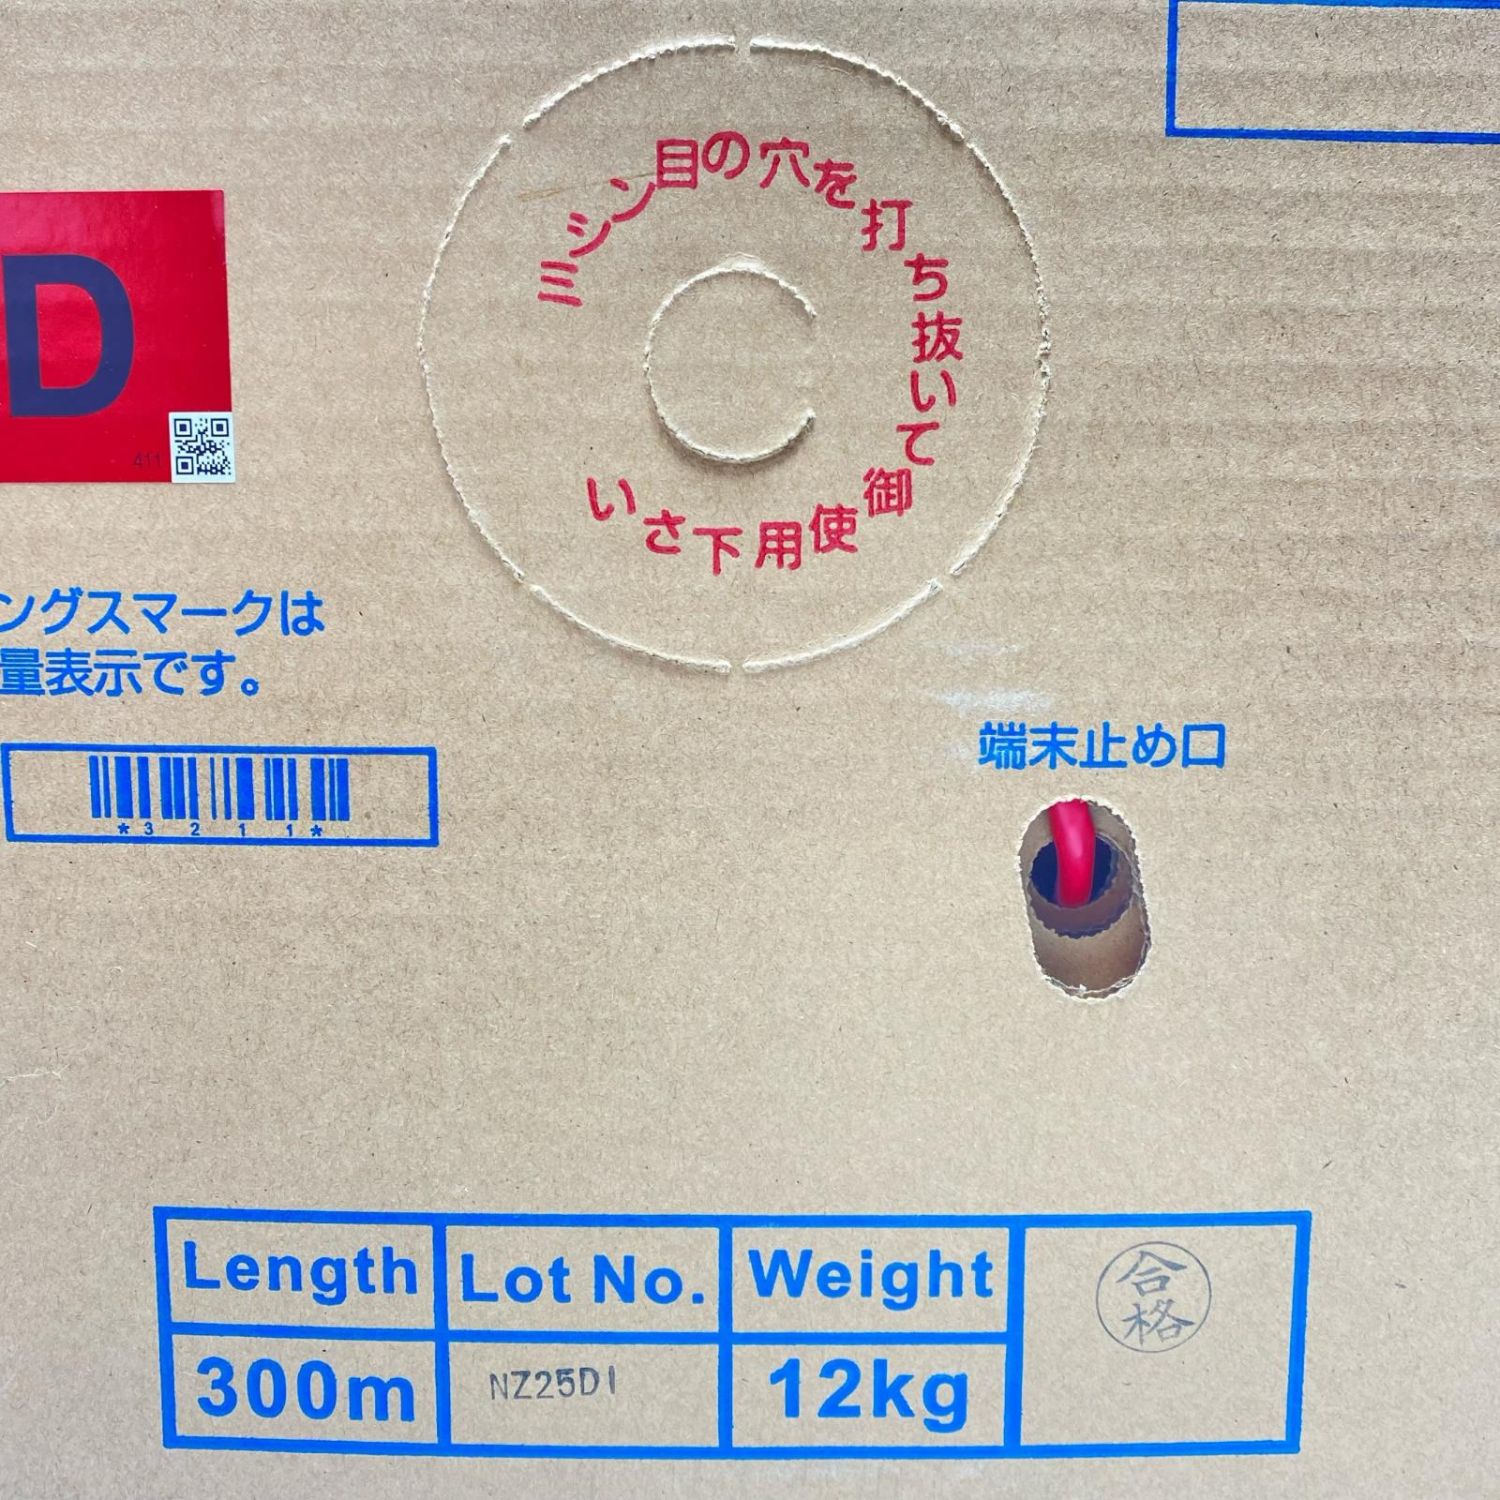 ミシン目の穴を打ち抜いて御使用下さい
D
411
ングスマークは
量表示です。
*3211*
端末止め口
Length Lot No. Weight
合格
300m NZ25D1 12kg